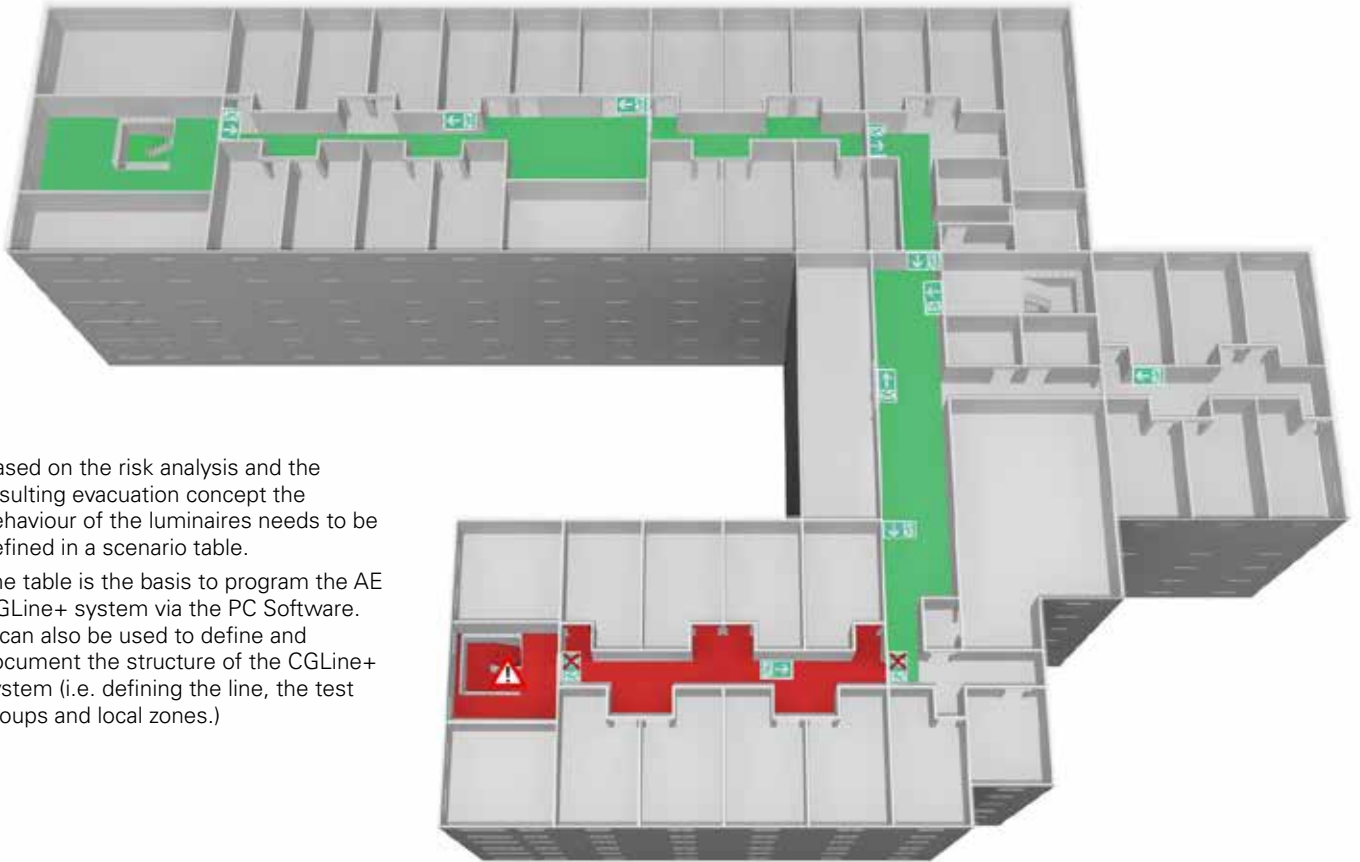 ased on the risk analysis and the
sulting evacuation concept the
ehaviour of the luminaires needs to be
efined in a scenario table.
he table is the basis to program the AE
GLine+ system via the PC Software.
can also be used to define and
ocument the structure of the CGLine+
ystem (i.e. defining the line, the test
oups and local zones.)